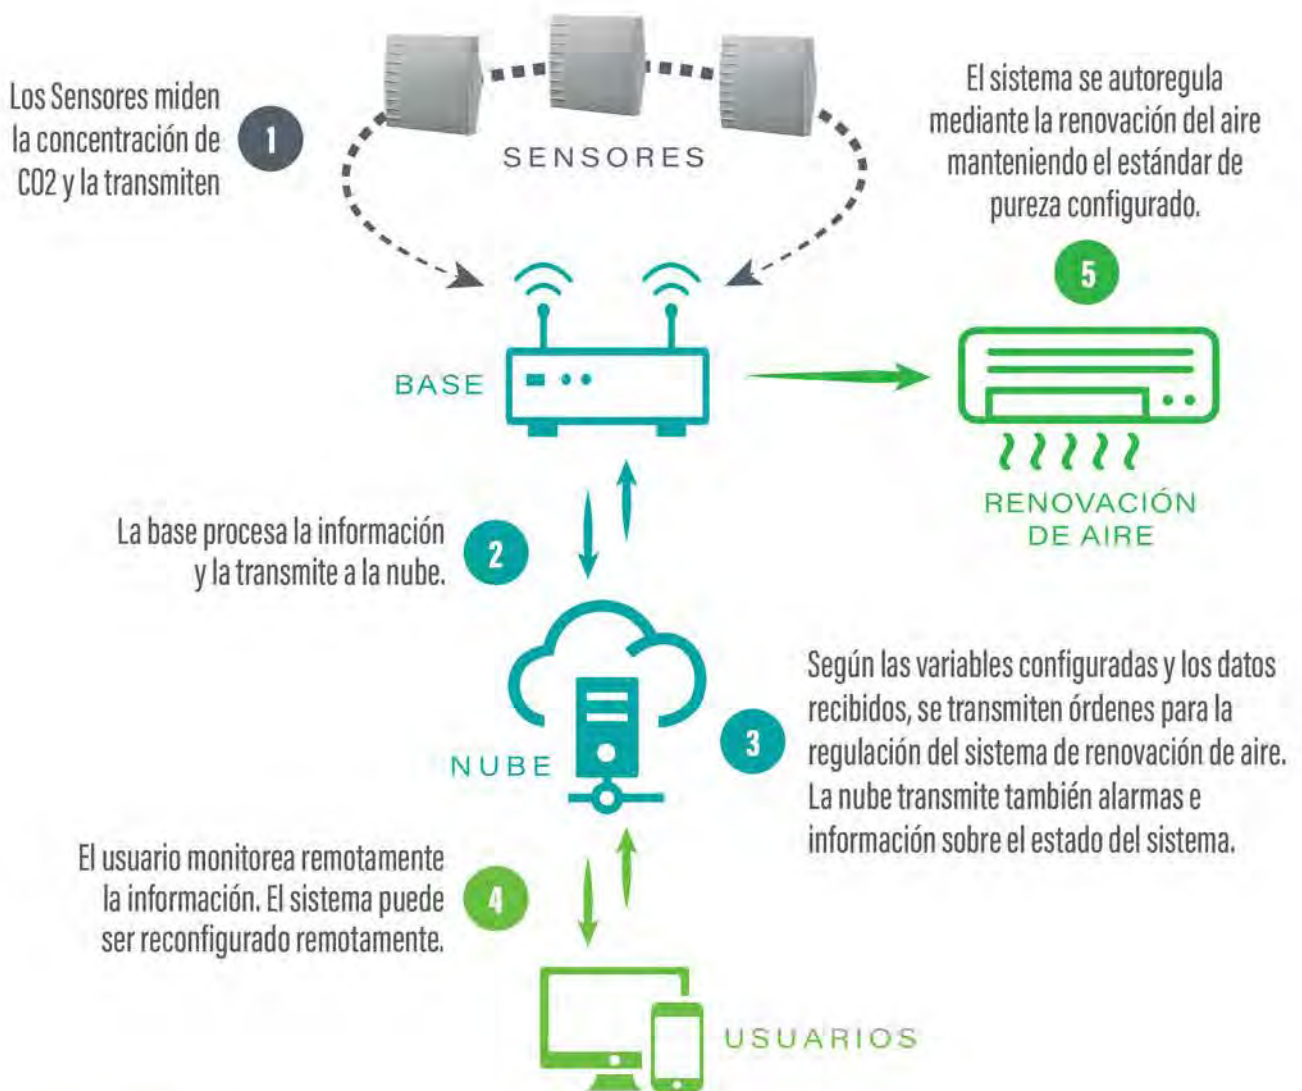 Los Sensores miden
la concentración de
CO2 y la transmiten
1
SENSORES
El sistema se autoregula
mediante la renovación del aire
manteniendo el estándar de
pureza configurado.
5
BASE
RENOVACIÓN
DE AIRE
La base procesa la información
y la transmite a la nube.
2
NUBE
3
Según las variables configuradas y los datos
recibidos, se transmiten órdenes para la
regulación del sistema de renovación de aire.
La nube transmite también alarmas e
información sobre el estado del sistema.
El usuario monitorea remotamente
la información. El sistema puede
ser reconfigurado remotamente.
4
USUARIOS